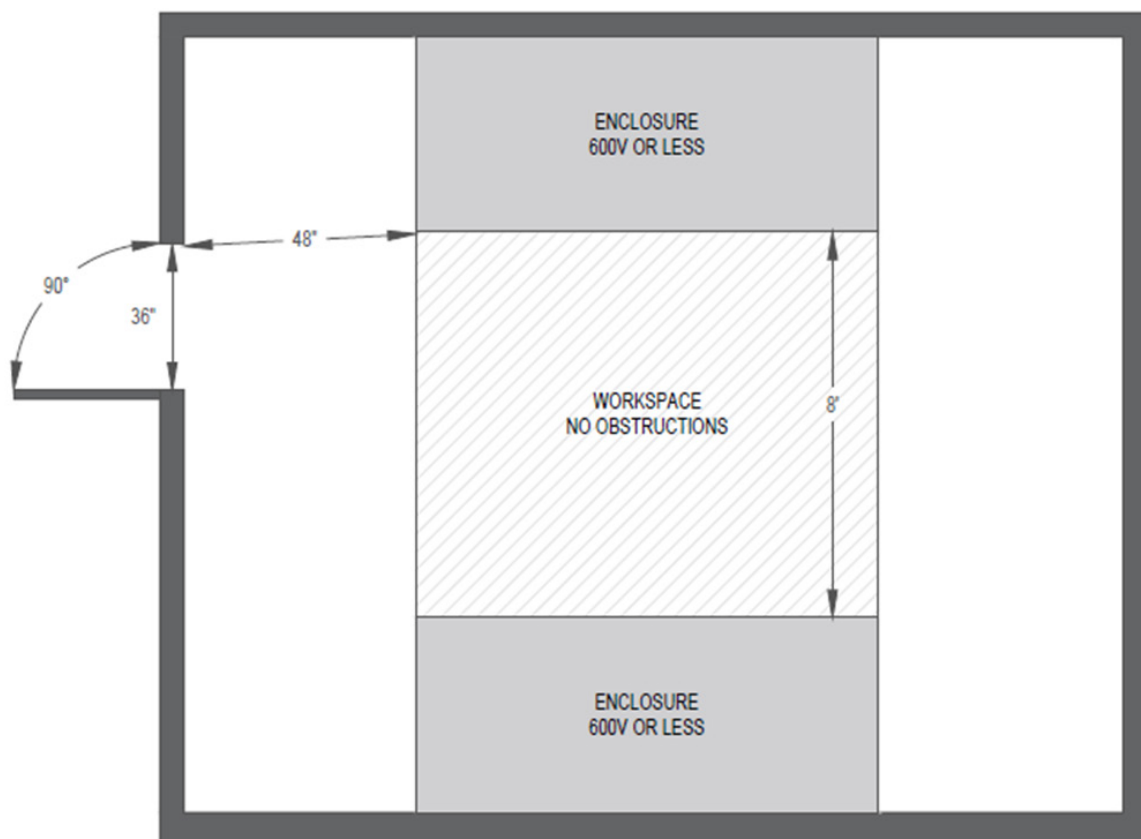 ENCLOSURE
600V OR LESS
48"
90°
36"
WORKSPACE
NO OBSTRUCTIONS
8'
ENCLOSURE
600V OR LESS